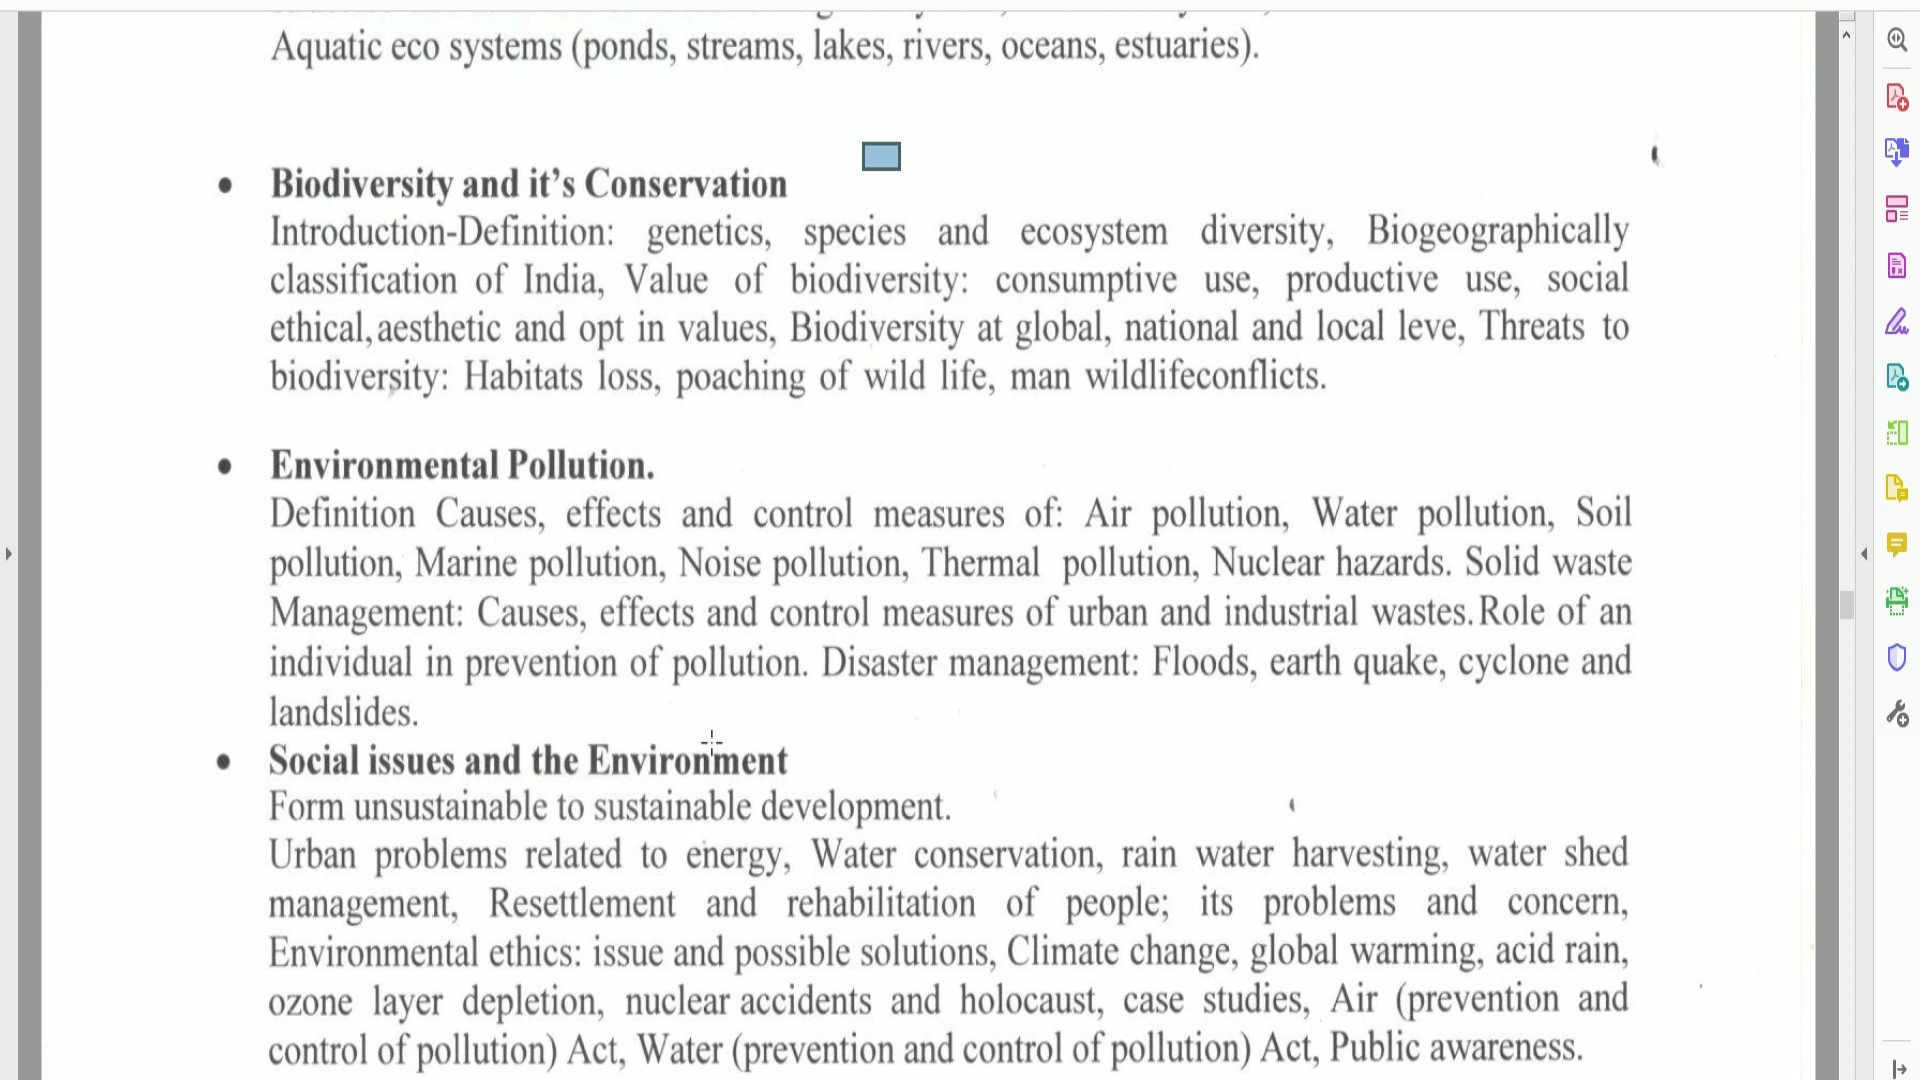 Aquatic eco systems (ponds, streams, lakes, rivers, oceans, estuaries).
• Biodiversity and it's Conservation
Introduction-Definition: genetics, species and ecosystem diversity, Biogeographically
classification of India, Value of biodiversity: consumptive use, productive use, social
ethical, aesthetic and opt in values, Biodiversity at global, national and local leve, Threats to
biodiversity: Habitats loss, poaching of wild life, man wildlifeconflicts.
• Environmental Pollution.
Definition Causes, effects and control measures of: Air pollution, Water pollution, Soil
pollution, Marine pollution, Noise pollution, Thermal pollution, Nuclear hazards. Solid waste
Management: Causes, effects and control measures of urban and industrial wastes. Role of an
individual in prevention of pollution. Disaster management: Floods, earth quake, cyclone and
landslides.
• Social issues and the Environment
Form unsustainable to sustainable development.
Urban problems related to energy, Water conservation, rain water harvesting, water shed
management, Resettlement and rehabilitation of people; its problems and concern,
Environmental ethics: issue and possible solutions, Climate change, global warming, acid rain,
ozone layer depletion, nuclear accidents and holocaust, case studies, Air (prevention and
control of pollution) Act, Water (prevention and control of pollution) Act, Public awareness.